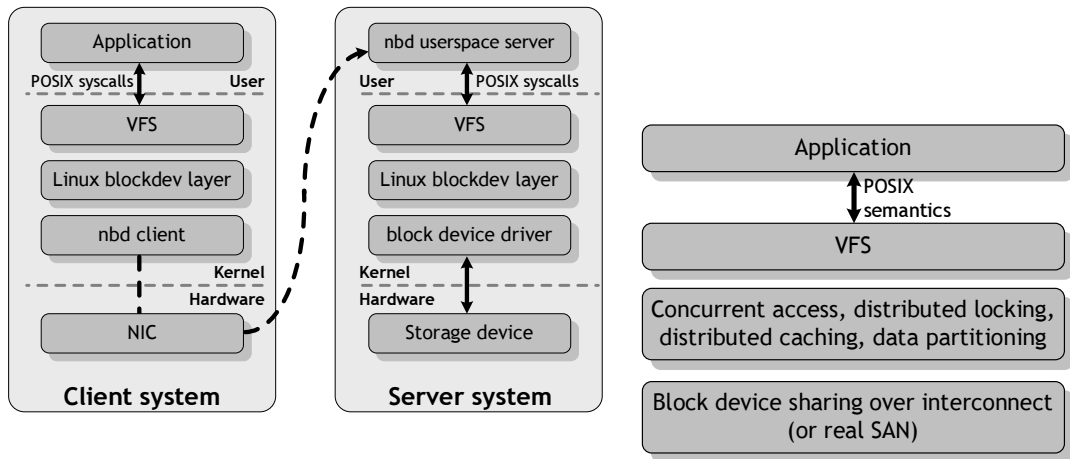 Application
POSIX syscalls
User
VFS
Linux blockdev layer
nbd client
Kernel
Hardware
NIC
Client system
nbd userspace server
User
POSIX syscalls
VFS
Linux blockdev layer
block device driver
Kernel
Hardware
Storage device
Server system
Application
POSIX
semantics
VFS
Concurrent access, distributed locking,
distributed caching, data partitioning
Block device sharing over interconnect
(or real SAN)